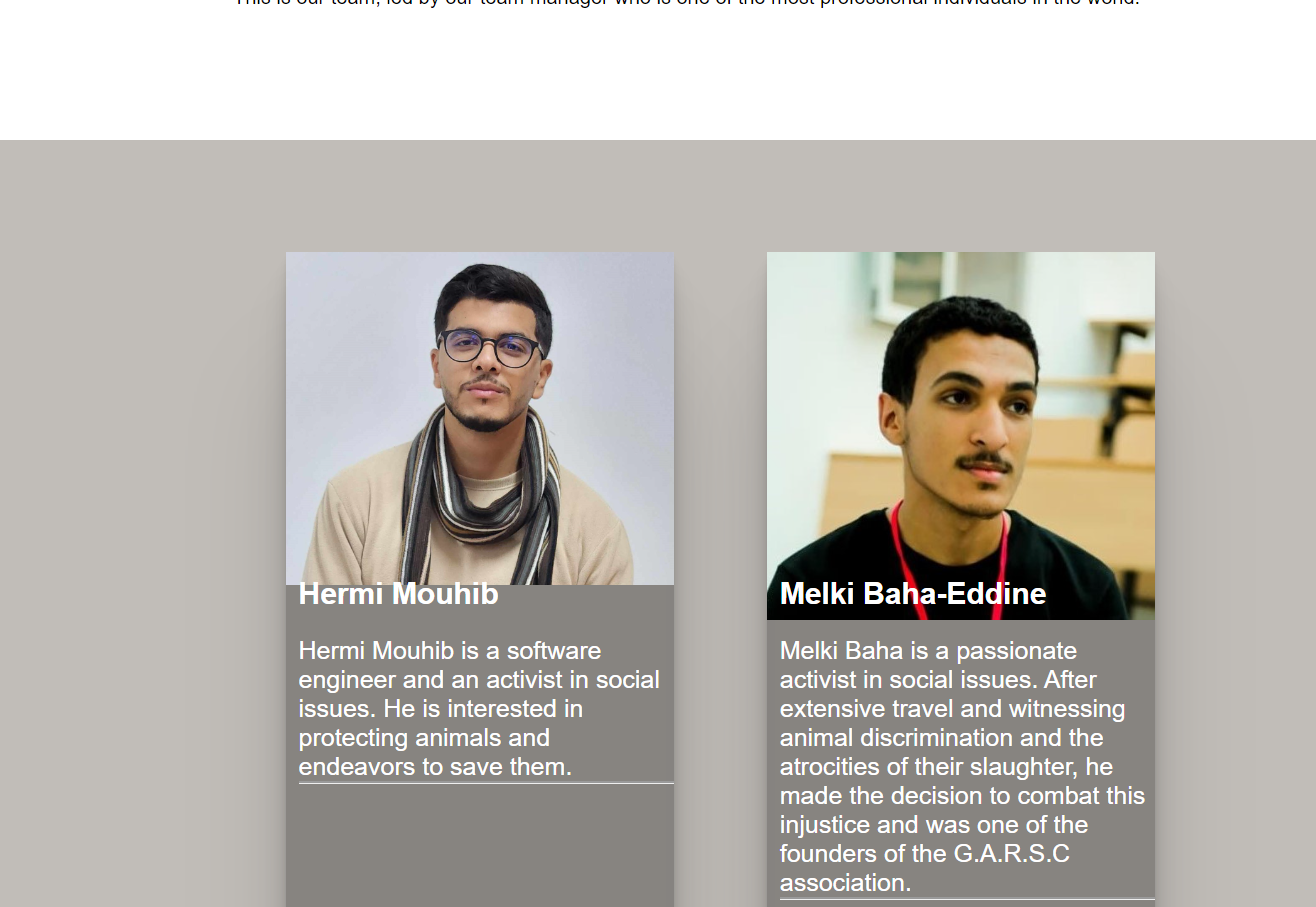 This is our team, led by our team manager who is one of the most professional individuals in the world.
Hermi Mouhib
Hermi Mouhib is a software
engineer and an activist in social
issues. He is interested in
protecting animals and
endeavors to save them.
Melki Baha-Eddine
Melki Baha is a passionate
activist in social issues. After
extensive travel and witnessing
animal discrimination and the
atrocities of their slaughter, he
made the decision to combat this
injustice and was one of the
founders of the G.A.R.S.C
association.